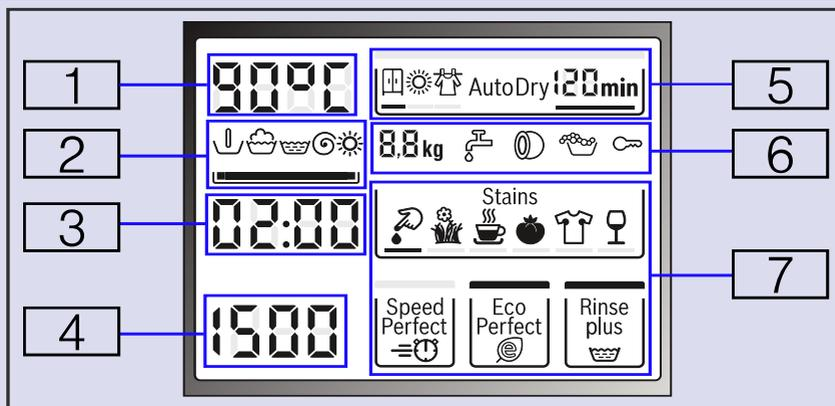 1
90°C
2
3
02:00
4
1500
AutoDry 120min
5
8,8kg
6
Stains
7
Speed
Perfect
Eco
Perfect
e
Rinse
plus